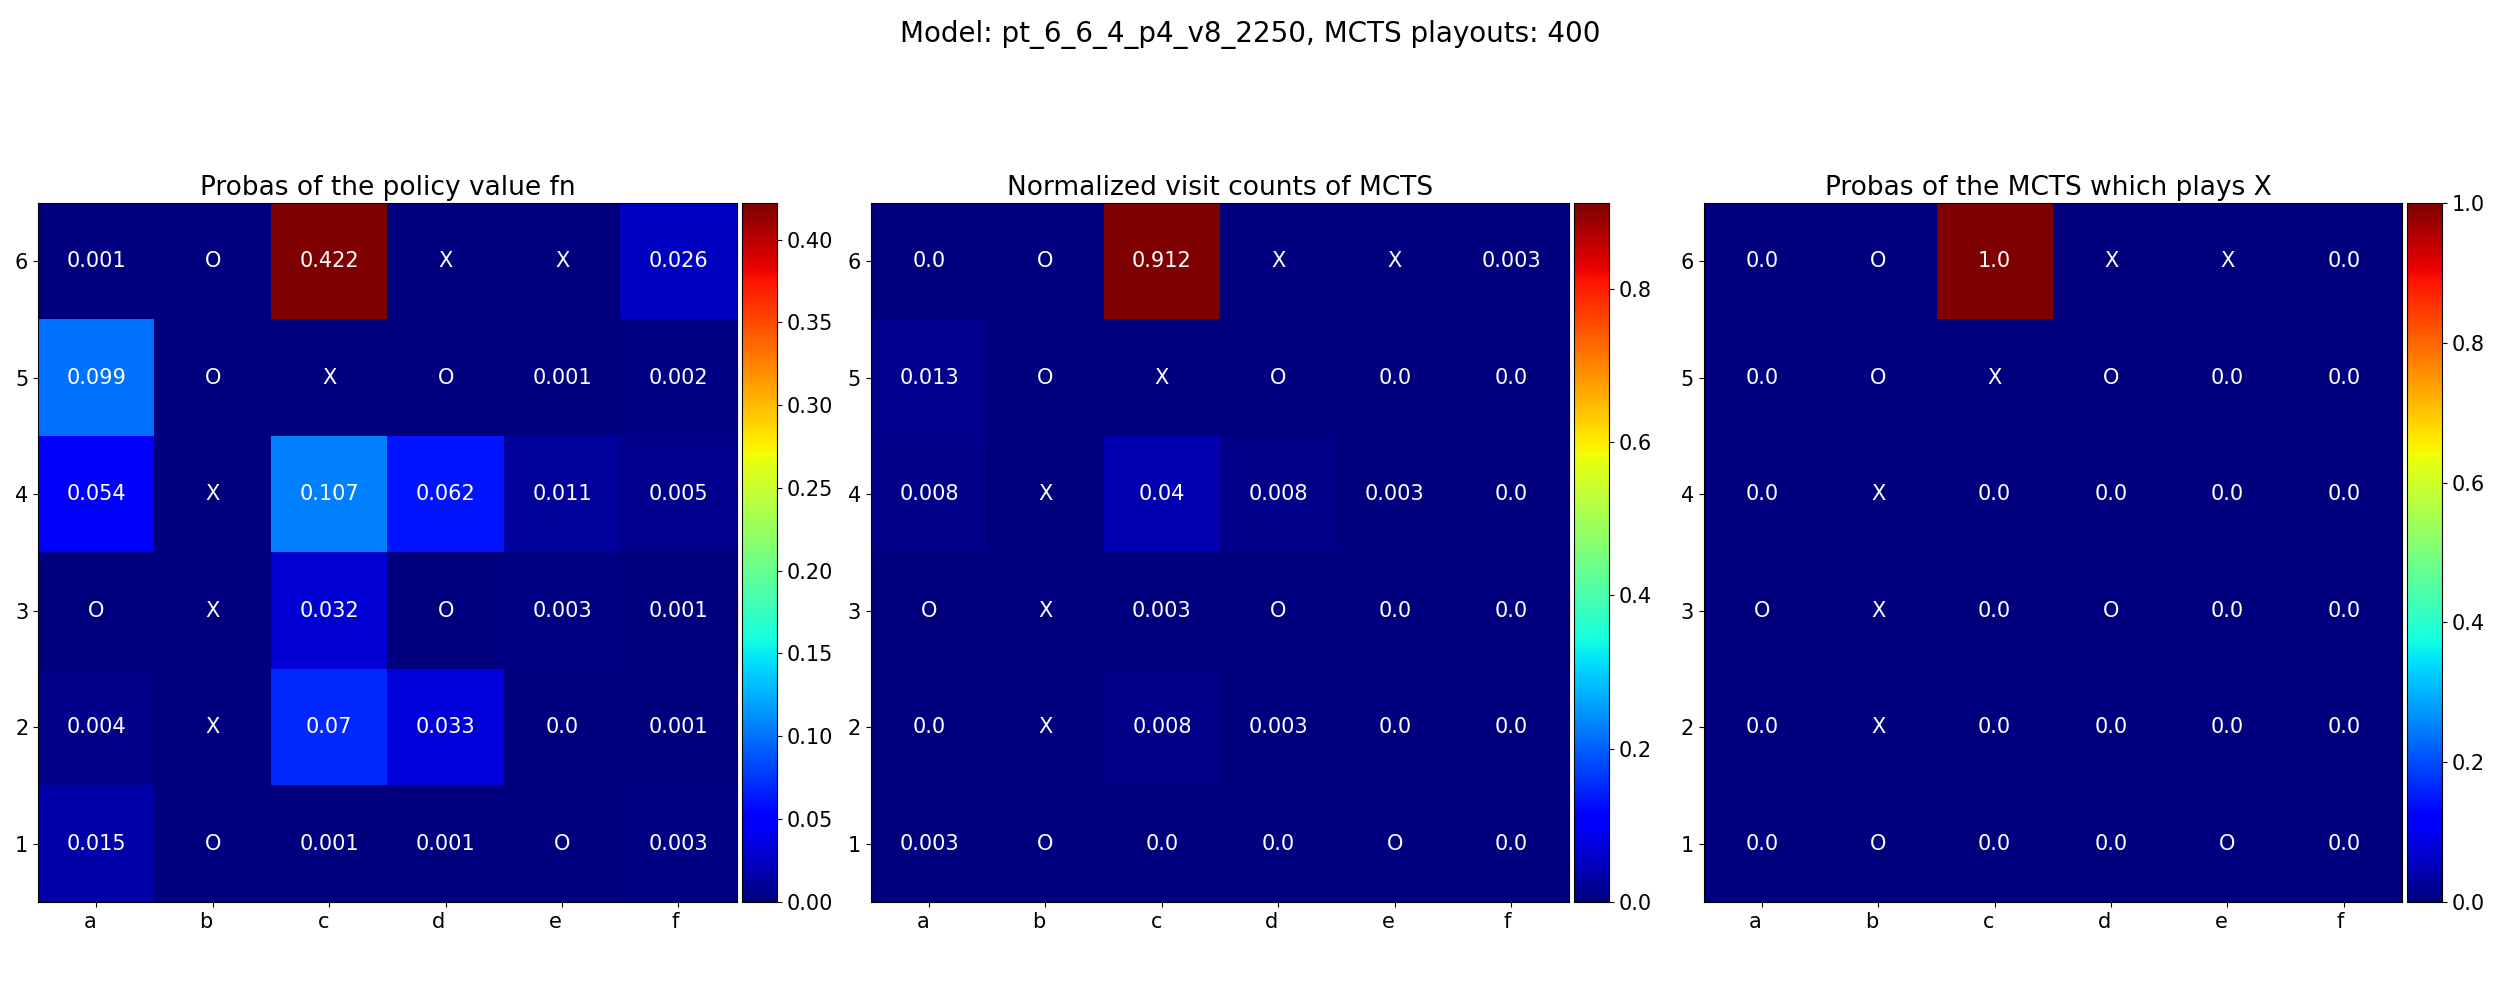 Model: pt_6_6_4_p4_v8_2250, MCTS playouts: 400
Probas of the policy value fn
6 0.001 O 0.422 X X 0.026
5 0.099 O X O 0.001 0.002
4 0.054 X 0.107 0.062 0.011 0.005
3 O X 0.032 O 0.003 0.001
2 0.004 X 0.07 0.033 0.0 0.001
1 0.015 O 0.001 0.001 O 0.003
a b c d e f
0.40
0.35
0.30
0.25
0.20
0.15
0.10
0.05
0.00
Normalized visit counts of MCTS
6 0.0 O 0.912 X X 0.003
5 0.013 O X O 0.0 0.0
4 0.008 X 0.04 0.008 0.003 0.0
3 O X 0.003 O 0.0 0.0
2 0.0 X 0.008 0.003 0.0 0.0
1 0.003 O 0.0 0.0 O 0.0
a b c d e f
0.8
0.6
0.4
0.2
0.0
Probas of the MCTS which plays X
6 0.0 O 1.0 X X 0.0
5 0.0 O X O 0.0 0.0
4 0.0 X 0.0 0.0 0.0 0.0
3 O X 0.0 O 0.0 0.0
2 0.0 X 0.0 0.0 0.0 0.0
1 0.0 O 0.0 0.0 O 0.0
a b c d e f
1.0
0.8
0.6
0.4
0.2
0.0